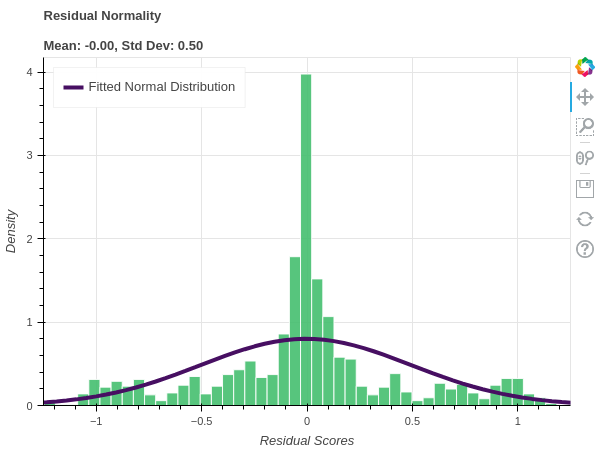 Residual Normality
Mean: -0.00, Std Dev: 0.50
Fitted Normal Distribution
4
3
2
1
0
Density
−1
−0.5
0
0.5
1
Residual Scores